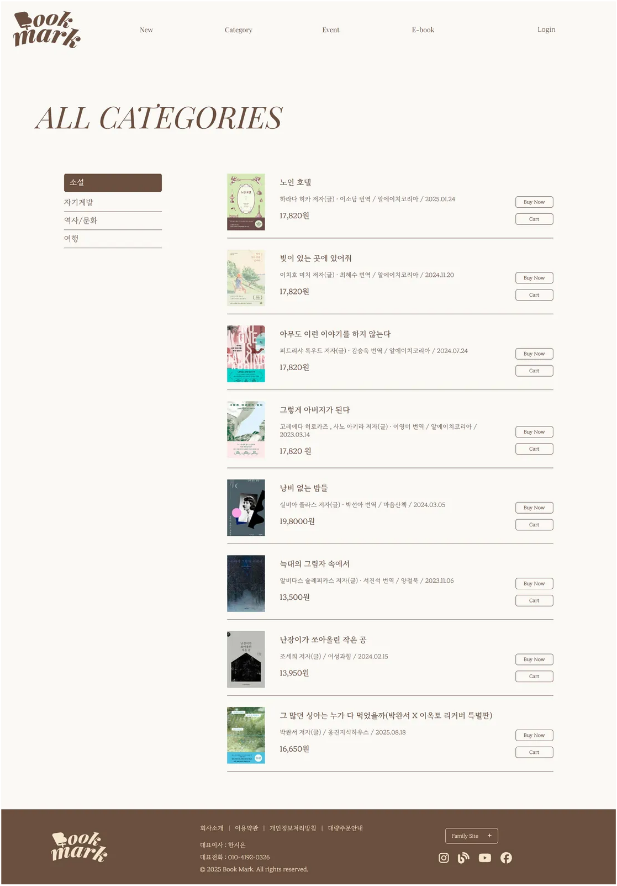 Book
mark
New
Category
Event
E-book
Login
ALL CATEGORIES
소설
자기계발
역사/문화
여행
노인 호텔
하라다 히카 저자(글) · 이소담 번역 / 알에이치코리아 / 2025.01.24
17,820원
Buy Now
Cart
빛이 있는 곳에 있어줘
이치호 미치 저자(글) · 최혜수 번역 / 알에이치코리아 / 2024.11.20
17,820원
Buy Now
Cart
아무도 이런 이야기를 하지 않는다
퍼트리샤 록우드 저자(글) · 김승욱 번역 / 알에이치코리아 / 2024.07.24
17,820원
Buy Now
Cart
그렇게 아버지가 된다
고레에다 히로카즈 , 사노 아키라 저자(글) · 이영미 번역 / 알에이치코리아 /
2023.03.14
17,820 원
Buy Now
Cart
낭비 없는 밤들
실비아 플라스 저자(글) · 박선아 번역 / 마음산책 / 2024.03.05
19,8000원
Buy Now
Cart
늑대의 그림자 속에서
알비다스 슐레피카스 저자(글) · 서진석 번역 / 양철북 / 2023.11.06
13,500원
Buy Now
Cart
난장이가 쏘아올린 작은 공
조세희 저자(글) / 이성과힘 / 2024.02.15
13,950원
Buy Now
Cart
그 많던 싱아는 누가 다 먹었을까(박완서 X 이옥토 리커버 특별판)
박완서 저자(글) / 웅진지식하우스 / 2025.08.18
16,650원
Buy Now
Cart
Book
mark
회사소개 | 이용약관 | 개인정보처리방침 | 대량주문안내
대표이사 : 한시은
대표전화 : 010-4192-0326
© 2025 Book Mark. All rights reserved.
Family Site +